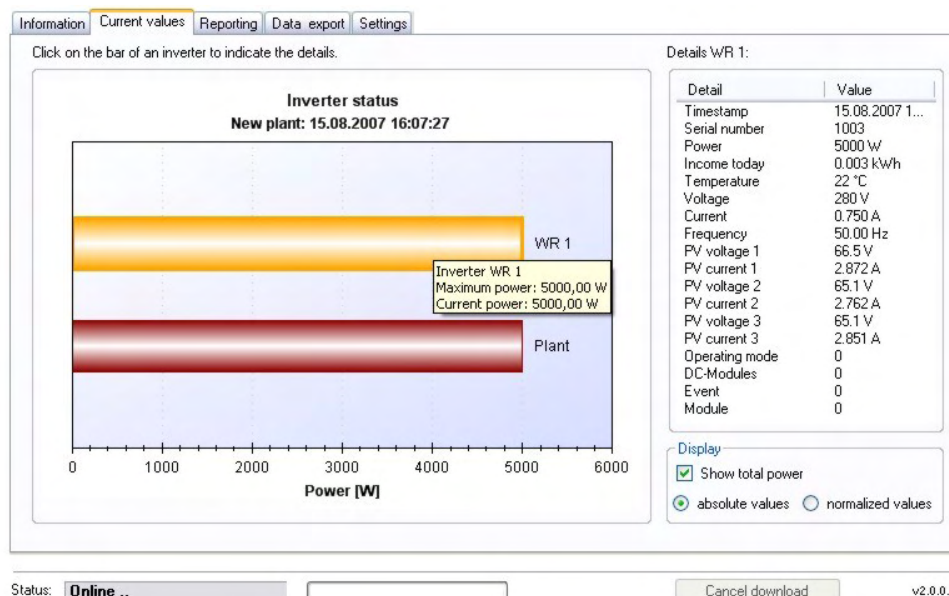 Information Current values Reporting Data export Settings
Click on the bar of an inverter to indicate the details.
Inverter status
New plant: 15.08.2007 16:07:27
WR 1
Inverter WR 1
Maximum power: 5000,00 W
Current power: 5000,00 W
Plant
0 1000 2000 3000 4000 5000 6000
Power [W]
Details WR 1:
Detail Value
Timestamp 15.08.2007 1...
Serial number 1003
Power 5000 W
Income today 0.003 kWh
Temperature 22 °C
Voltage 280 V
Current 0.750 A
Frequency 50.00 Hz
PV voltage 1 66.5 V
PV current 1 2.872 A
PV voltage 2 65.1 V
PV current 2 2.762 A
PV voltage 3 65.1 V
PV current 3 2.851 A
Operating mode 0
DC-Modules 0
Event 0
Module 0
Display
Show total power
absolute values normalized values
Status: Online .. Cancel download v2.0.0